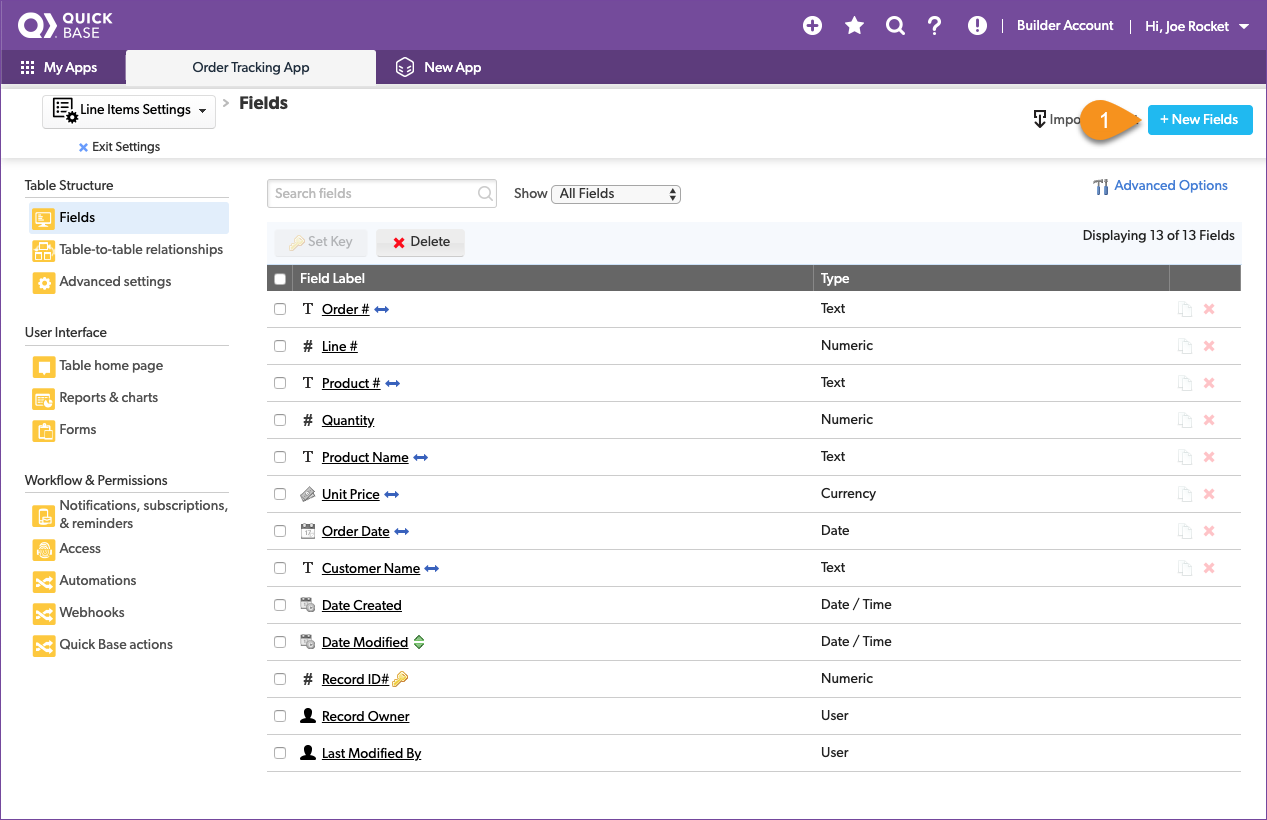 QUICK
BASE
Builder Account
Hi, Joe Rocket
My Apps
Order Tracking App
New App
Line Items Settings
> Fields
1
+ New Fields
Exit Settings
Table Structure
Fields
Table-to-table relationships
Advanced settings
User Interface
Table home page
Reports & charts
Forms
Workflow & Permissions
Notifications, subscriptions,
& reminders
Access
Automations
Webhooks
Quick Base actions
Search fields
Show All Fields
Advanced Options
Set Key
Delete
Displaying 13 of 13 Fields
Field Label Type
Order # Text
Line # Numeric
Product # Text
Quantity Numeric
Product Name Text
Unit Price Currency
Order Date Date
Customer Name Text
Date Created Date / Time
Date Modified Date / Time
Record ID# Numeric
Record Owner User
Last Modified By User